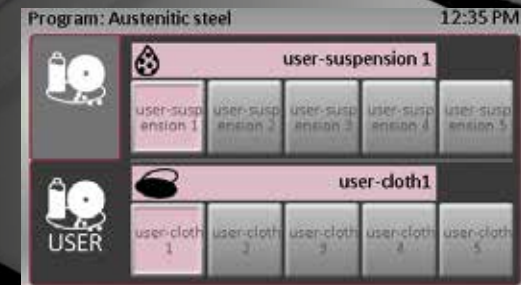 Program: Austenitic steel 12:35 PM
user-suspension 1
user-susp user-susp user-susp user-susp user-susp
ension 1 ension 2 ension 3 ension 4 ension 5
user-cloth1
USER
user-cloth user-cloth user-cloth user-cloth user-cloth
1 2 3 4 5